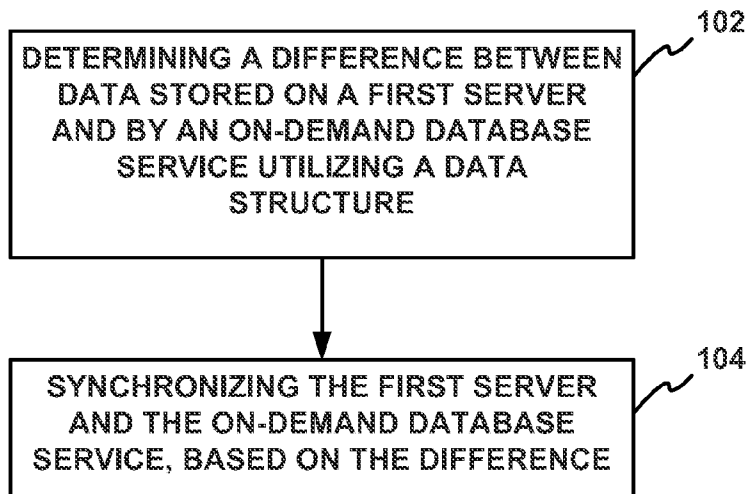 102
DETERMINING A DIFFERENCE BETWEEN
DATA STORED ON A FIRST SERVER
AND BY AN ON-DEMAND DATABASE
SERVICE UTILIZING A DATA
STRUCTURE
104
SYNCHRONIZING THE FIRST SERVER
AND THE ON-DEMAND DATABASE
SERVICE, BASED ON THE DIFFERENCE